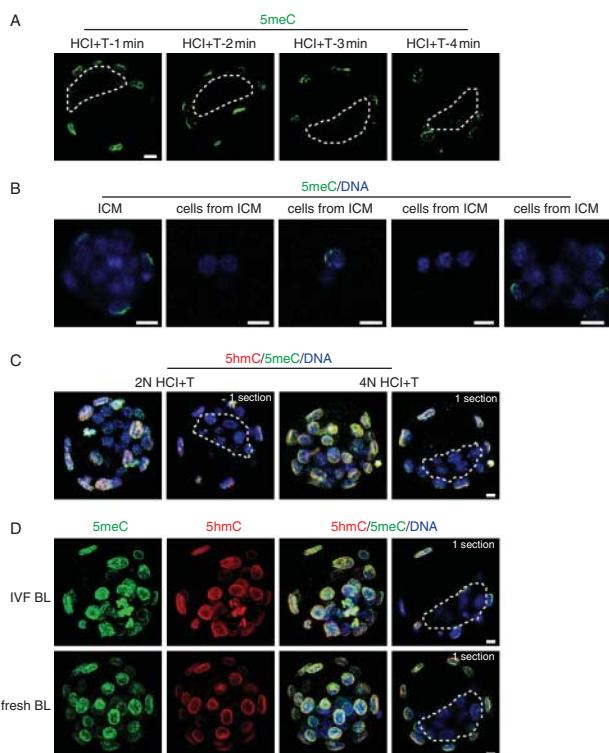 A
5meC
HCl+T-1 min HCl+T-2 min HCl+T-3 min HCl+T-4 min
B
5meC/DNA
ICM cells from ICM cells from ICM cells from ICM cells from ICM
C
5hmC/5meC/DNA
2N HCl+T 4N HCl+T
1 section 1 section
D
5meC 5hmC 5hmC/5meC/DNA
1 section
IVF BL
1 section
fresh BL